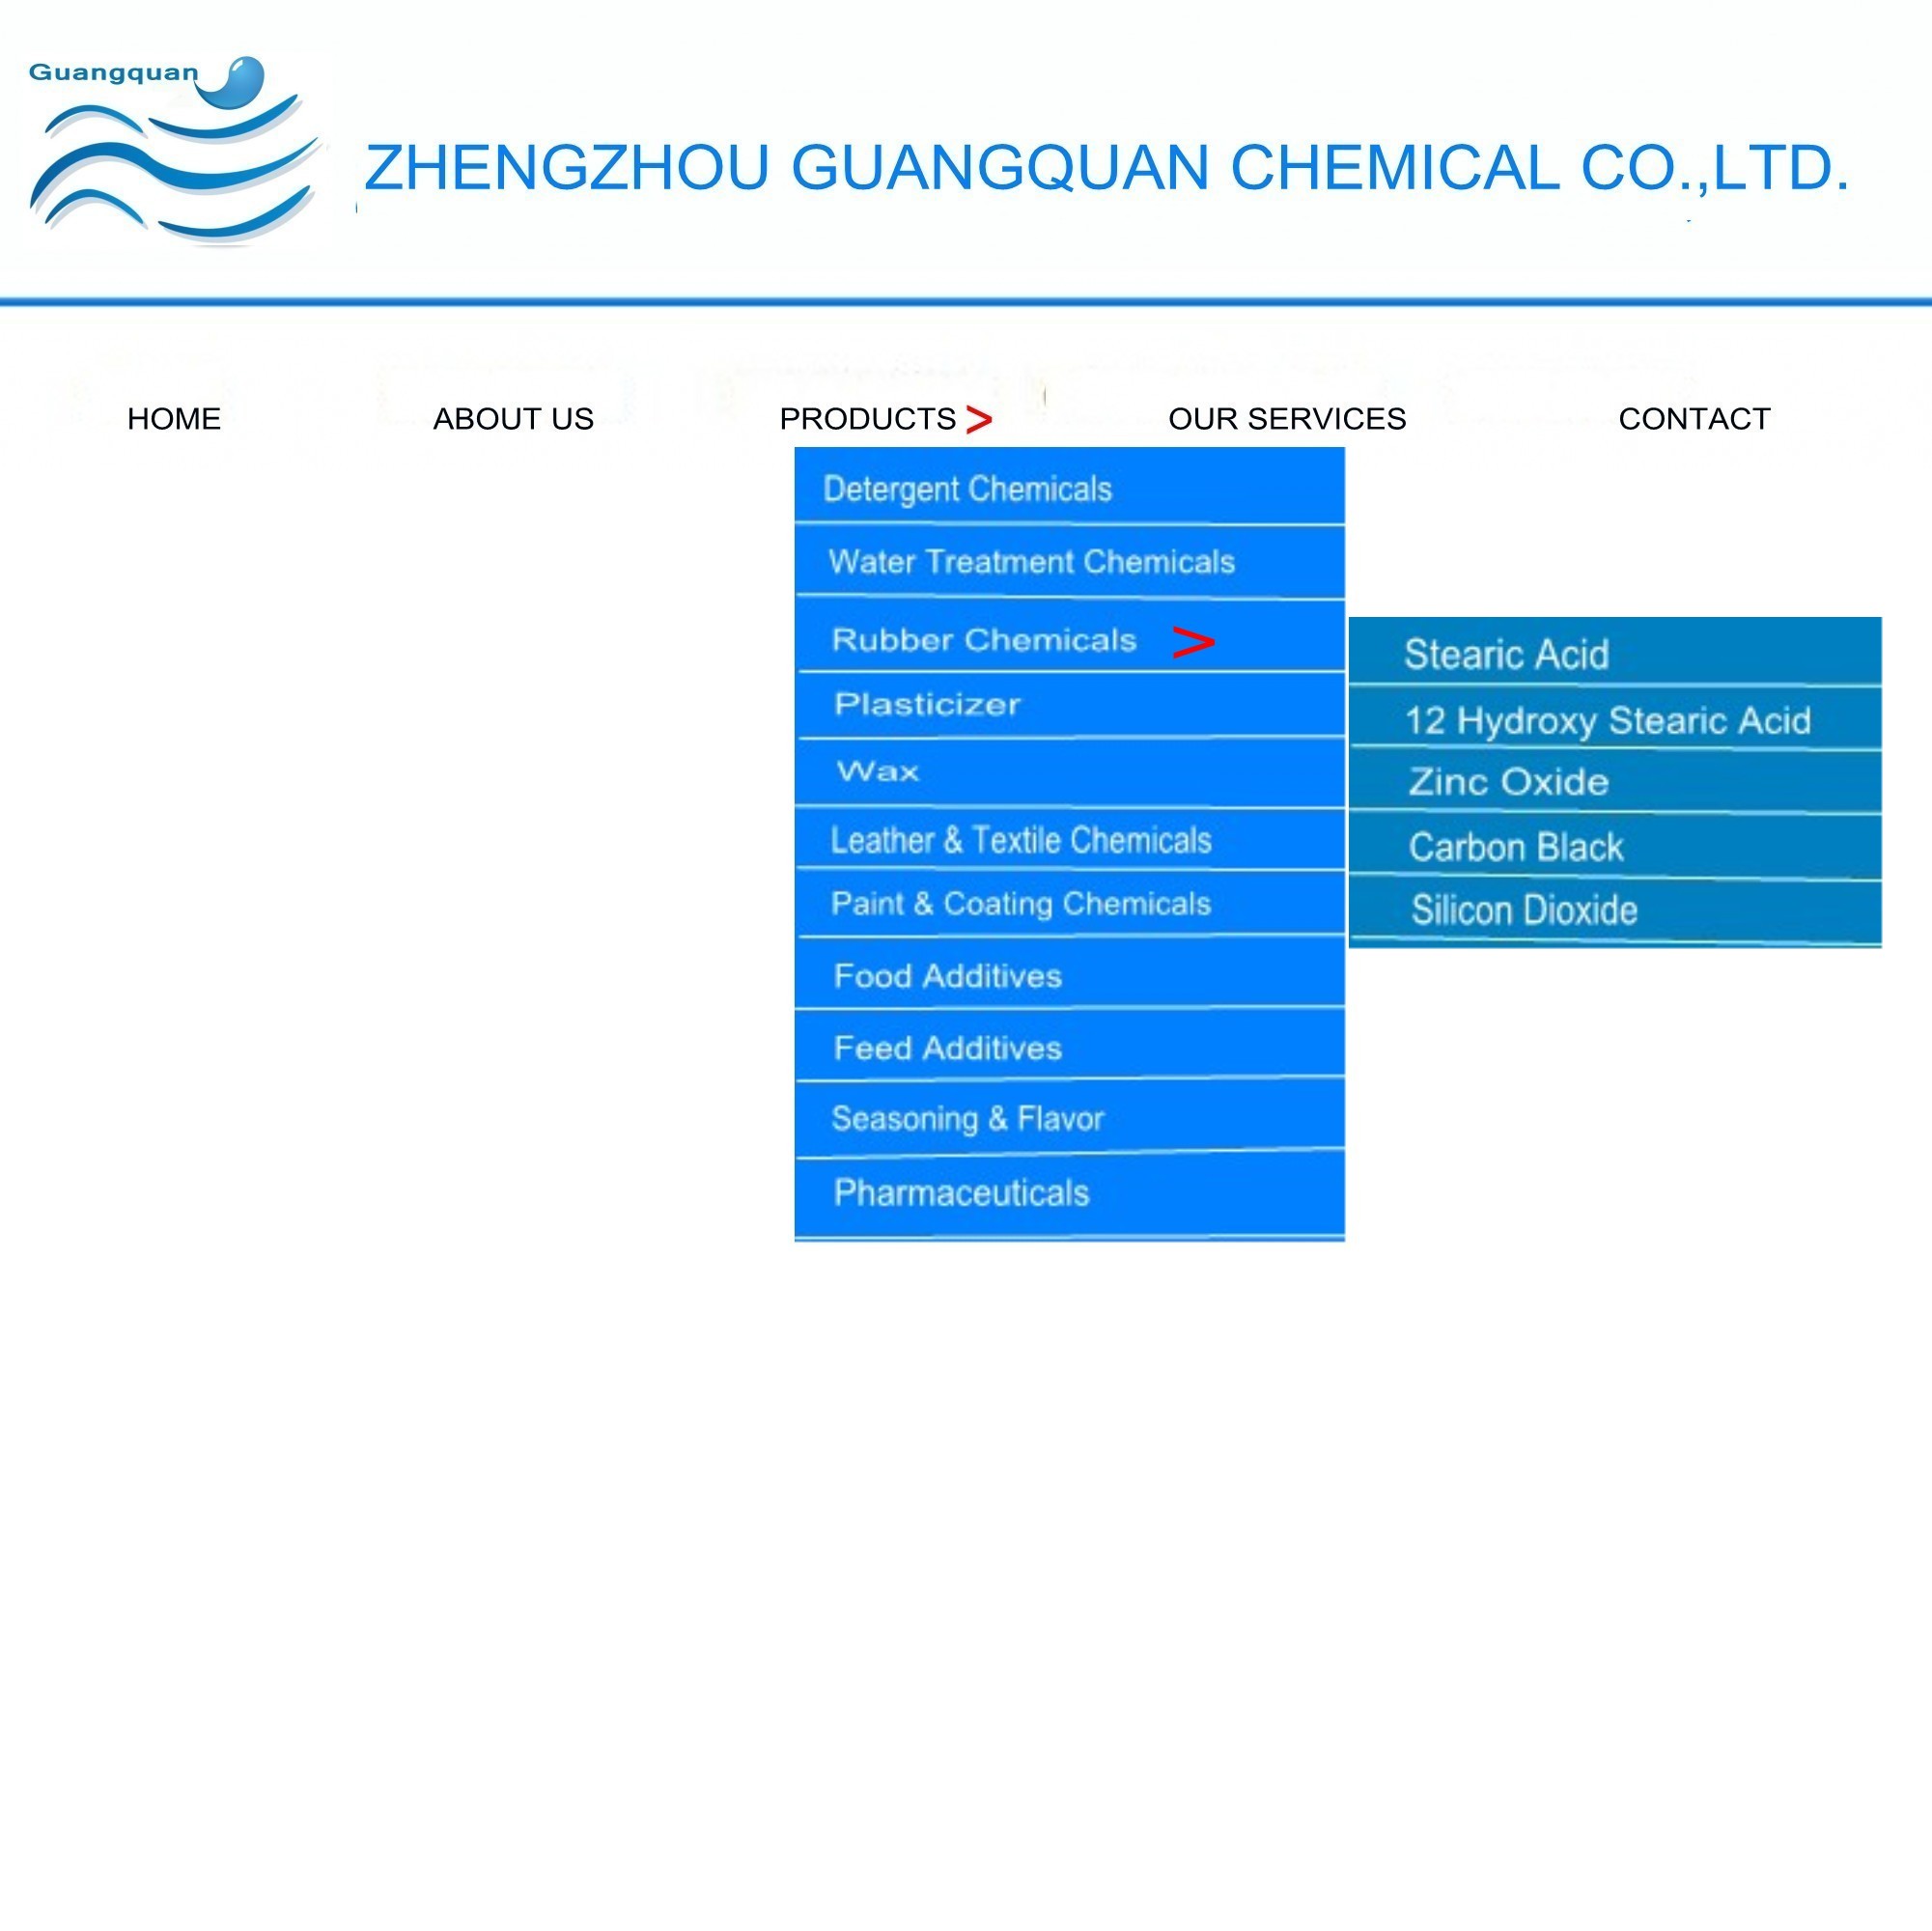 Guangquan
ZHENGZHOU GUANGQUAN CHEMICAL CO.,LTD.
HOME ABOUT US PRODUCTS > OUR SERVICES CONTACT
Detergent Chemicals
Water Treatment Chemicals
Rubber Chemicals >
Plasticizer
Wax
Leather & Textile Chemicals
Paint & Coating Chemicals
Food Additives
Feed Additives
Seasoning & Flavor
Pharmaceuticals
Stearic Acid
12 Hydroxy Stearic Acid
Zinc Oxide
Carbon Black
Silicon Dioxide